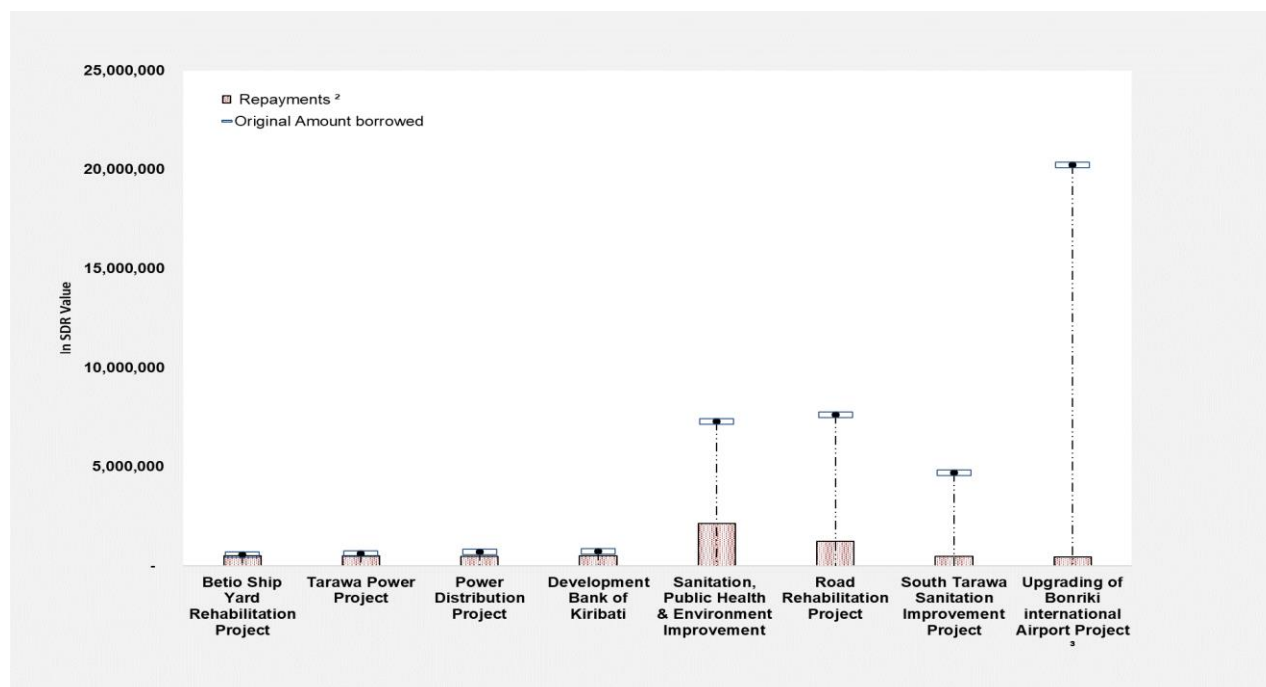 25,000,000
Repayments ²
Original Amount borrowed
20,000,000
15,000,000
In SDR Value
10,000,000
5,000,000
-
Betio Ship
Yard
Rehabilitation
Project
Tarawa Power
Project
Power
Distribution
Project
Development
Bank of
Kiribati
Sanitation,
Public Health
& Environment
Improvement
Road
Rehabilitation
Project
South Tarawa
Sanitation
Improvement
Project
Upgrading of
Bonriki
international
Airport Project
³